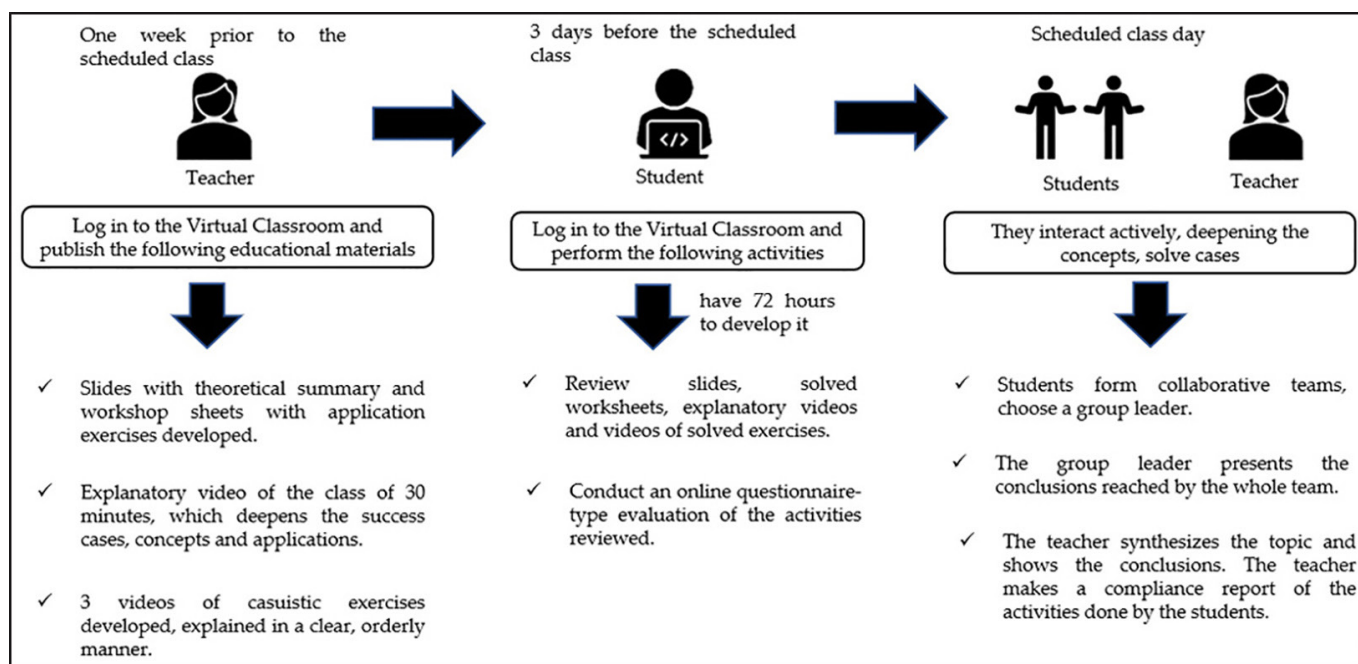 One week prior to the
scheduled class
Teacher
Log in to the Virtual Classroom and
publish the following educational materials
✓ Slides with theoretical summary and
workshop sheets with application
exercises developed.
✓ Explanatory video of the class of 30
minutes, which deepens the success
cases, concepts and applications.
✓ 3 videos of casuistic exercises
developed, explained in a clear, orderly
manner.
3 days before the scheduled
class
</>
Student
Log in to the Virtual Classroom and
perform the following activities
have 72 hours
to develop it
✓ Review slides, solved
worksheets, explanatory videos
and videos of solved exercises.
✓ Conduct an online questionnaire-
type evaluation of the activities
reviewed.
Scheduled class day
Students
Teacher
They interact actively, deepening the
concepts, solve cases
✓ Students form collaborative teams,
choose a group leader.
✓ The group leader presents the
conclusions reached by the whole team.
✓ The teacher synthesizes the topic and
shows the conclusions. The teacher
makes a compliance report of the
activities done by the students.